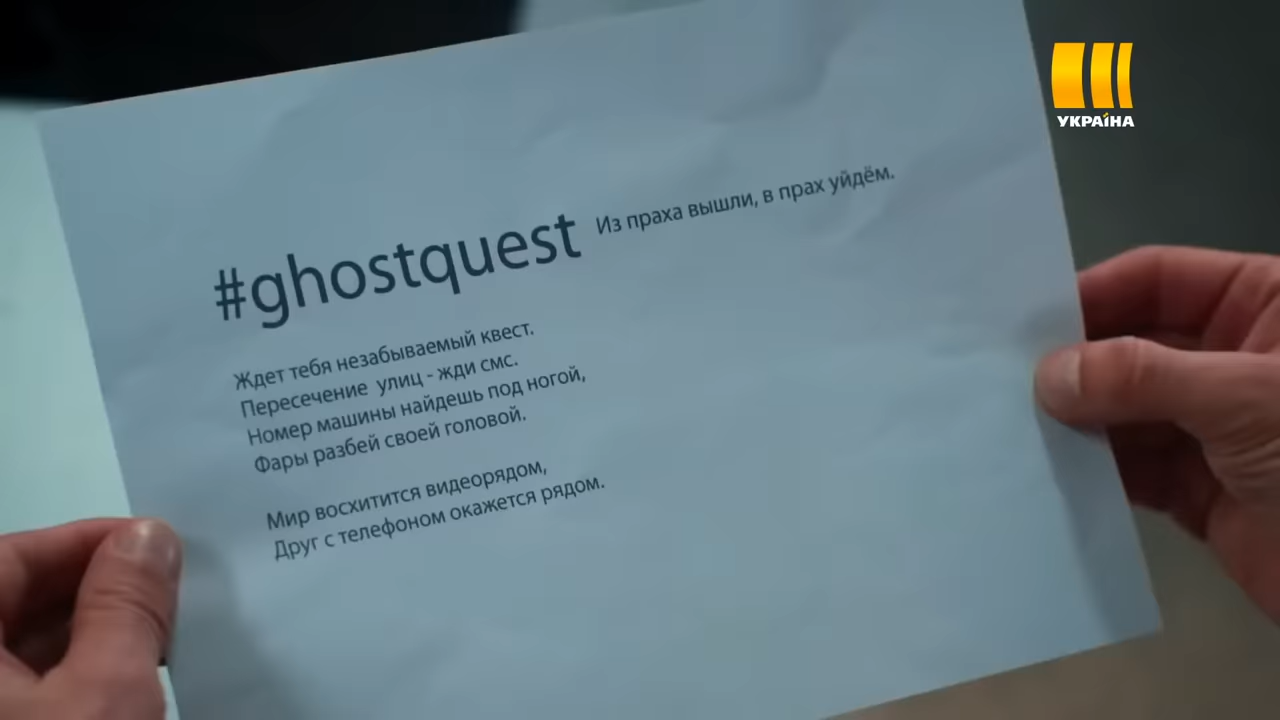 УКРАЇНА
#ghostquest Из праха вышли, в прах уйдём.
Ждет тебя незабываемый квест.
Пересечение улиц - жди смс.
Номер машины найдешь под ногой,
Фары разбей своей головой.
Мир восхитится видеорядом,
Друг с телефоном окажется рядом.